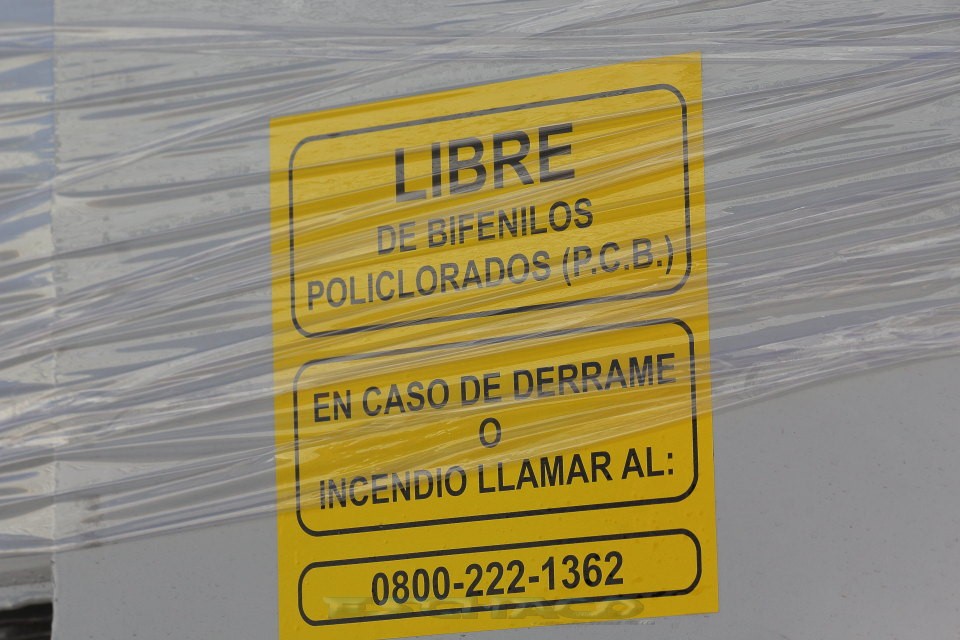 LIBRE
DE BIFENILOS
POLICLORADOS (P.C.B.)
EN CASO DE DERRAME
O
INCENDIO LLAMAR AL:
0800-222-1362